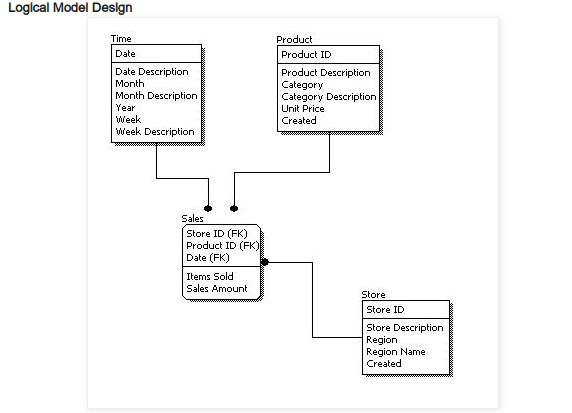 Logical Model Design
Time
Date
Date Description
Month
Month Description
Year
Week
Week Description
Product
Product ID
Product Description
Category
Category Description
Unit Price
Created
Sales
Store ID (FK)
Product ID (FK)
Date (FK)
Items Sold
Sales Amount
Store
Store ID
Store Description
Region
Region Name
Created